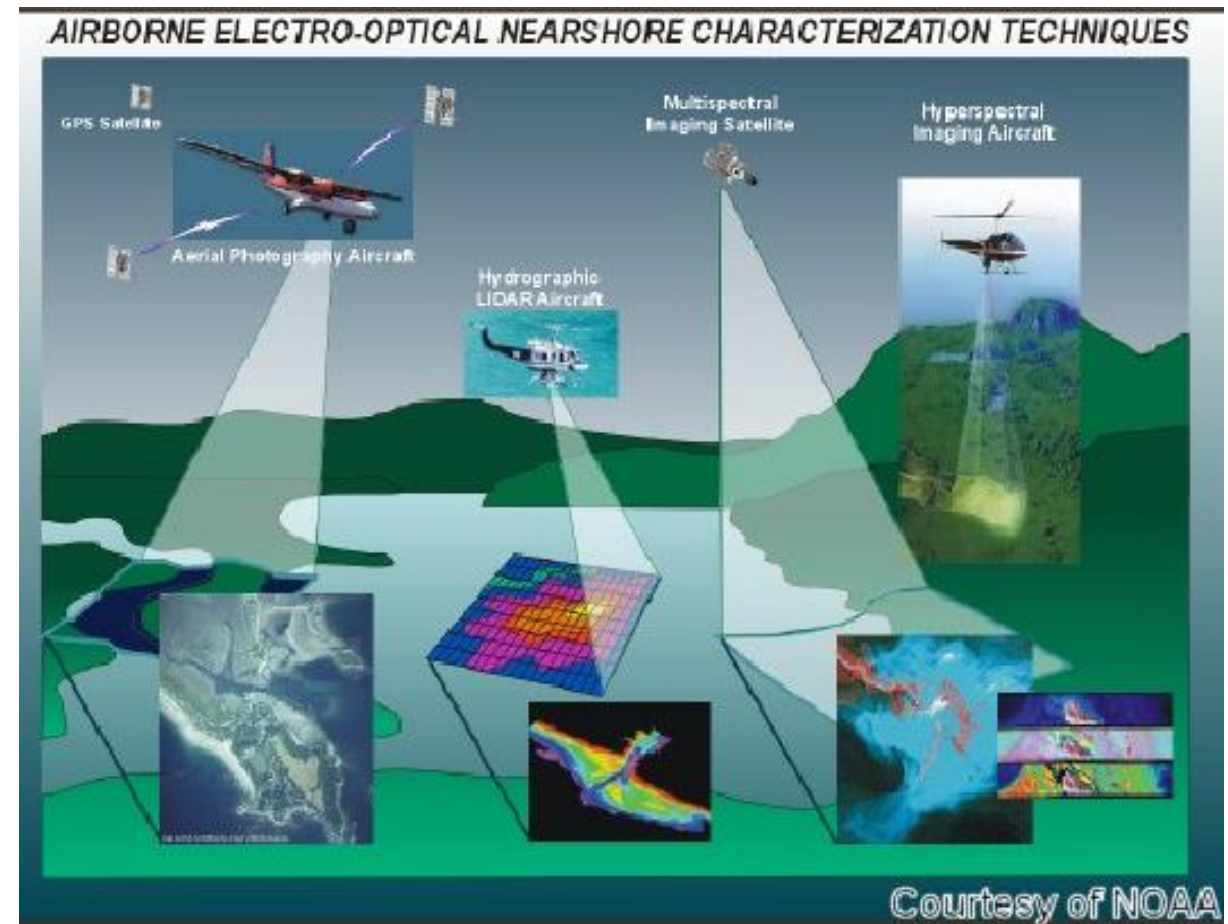 AIRBORNE ELECTRO-OPTICAL NEARSHORE CHARACTERIZATION TECHNIQUES
GPS Satellite
Aerial Photography Aircraft
Hydrographic
LIDAR Aircraft
Multispectral
Imaging Satellite
Hyperspectral
Imaging Aircraft
Courtesy of NOAA